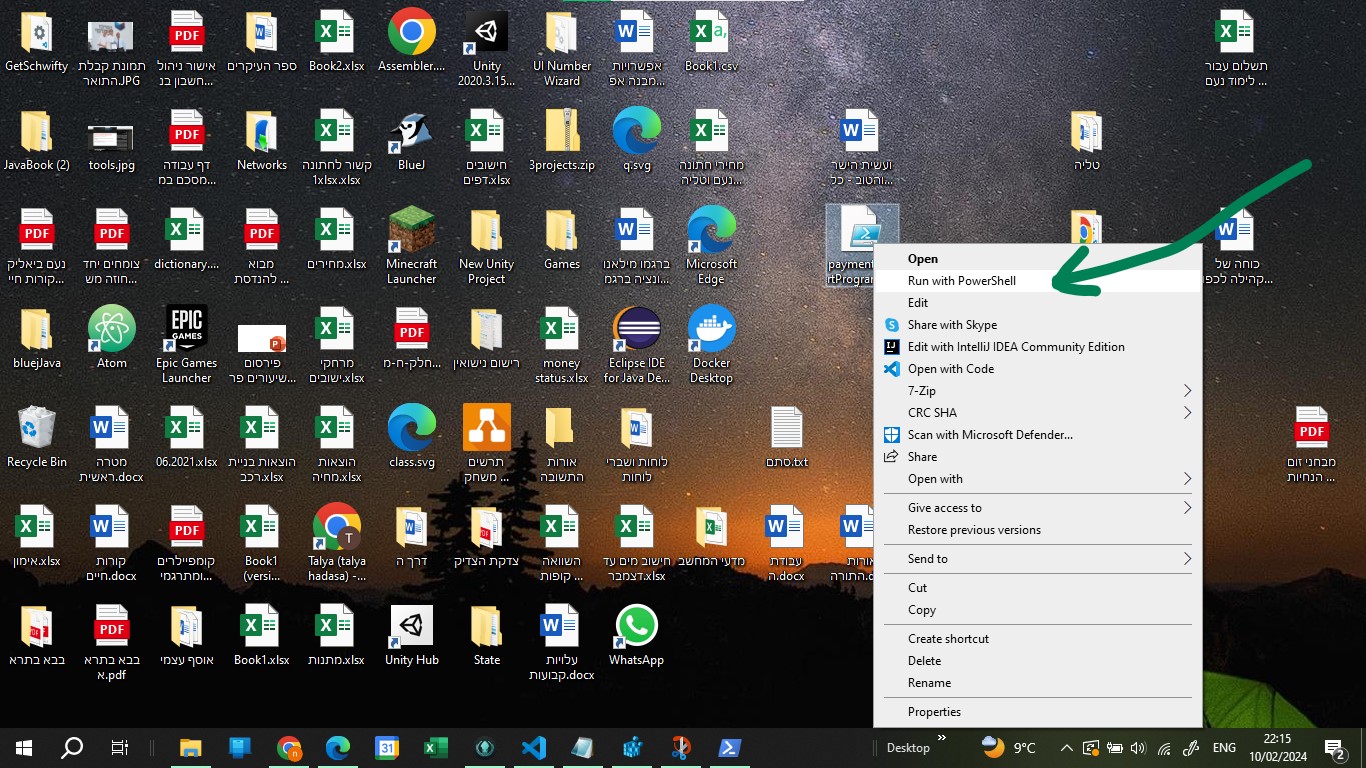 GetSchwifty
תמונת קבלת
התואר.JPG
אישור ניהול
חשבון בנ...
ספר העיקרים
Book2.xlsx
Assembler....
Unity
2020.3.15...
UI Number
Wizard
אפשרויות
מבנה אפ...
Book1.csv
תשלום עבור
לימוד נעם...
JavaBook (2)
tools.jpg
דף עבודה
מסכם במ...
Networks
קשור לחתונה
1xlsx.xlsx
BlueJ
חישובים
דפים.xlsx
3projects.zip
q.svg
מחירי חתונה
נעם וטליה...
ועשית הישר
והטוב - כל...
טליה
נעם ביאליק
קורות חיי...
צומחים יחד
חוזה מש...
dictionary....
מבוא
להנדסת...
מחירים.xlsx
Minecraft
Launcher
New Unity
Project
Games
ברגמו מילאנו
ונציה ברגמ...
Microsoft
Edge
payment
rtProgram
כוחה של
קהילה לכפ...
bluejJava
Atom
Epic Games
Launcher
פירסום
שיעורים פר...
מרחקי
ישובים.xlsx
חלק-ח-מ...
רישום נישואין
money
status.xlsx
Eclipse IDE
for Java De...
Docker
Desktop
Recycle Bin
מטרה
ראשית.docx
06.2021.xlsx
הוצאות בניית
רכב.xlsx
הוצאות
מחיה.xlsx
class.svg
תרשים
משחק ...
אורות
התשובה
לוחות ושברי
לוחות
סתם.txt
מבחני זום
הנחיות ...
אימון.xlsx
קורות
חיים.docx
קומפיילרים
ומתרגמי...
Book1
(versi...
Talya (talya
hadasa) -...
דרך ה
צדקת הצדיק
השוואה
קופות ...
חישוב מים עד
דצמבר.xlsx
מדעי המחשב
עבודת
ה.docx
אורות
התורה.d
בבא בתרא
בבא בתרא
א.pdf
אוסף עצמי
Book1.xlsx
מתנות.xlsx
Unity Hub
State
עלויות
קבועות.docx
WhatsApp
Open
Run with PowerShell
Edit
Share with Skype
Edit with IntelliJ IDEA Community Edition
Open with Code
7-Zip
CRC SHA
Scan with Microsoft Defender...
Share
Open with
Give access to
Restore previous versions
Send to
Cut
Copy
Create shortcut
Delete
Rename
Properties
Desktop
9°C
ENG
22:15
10/02/2024
2